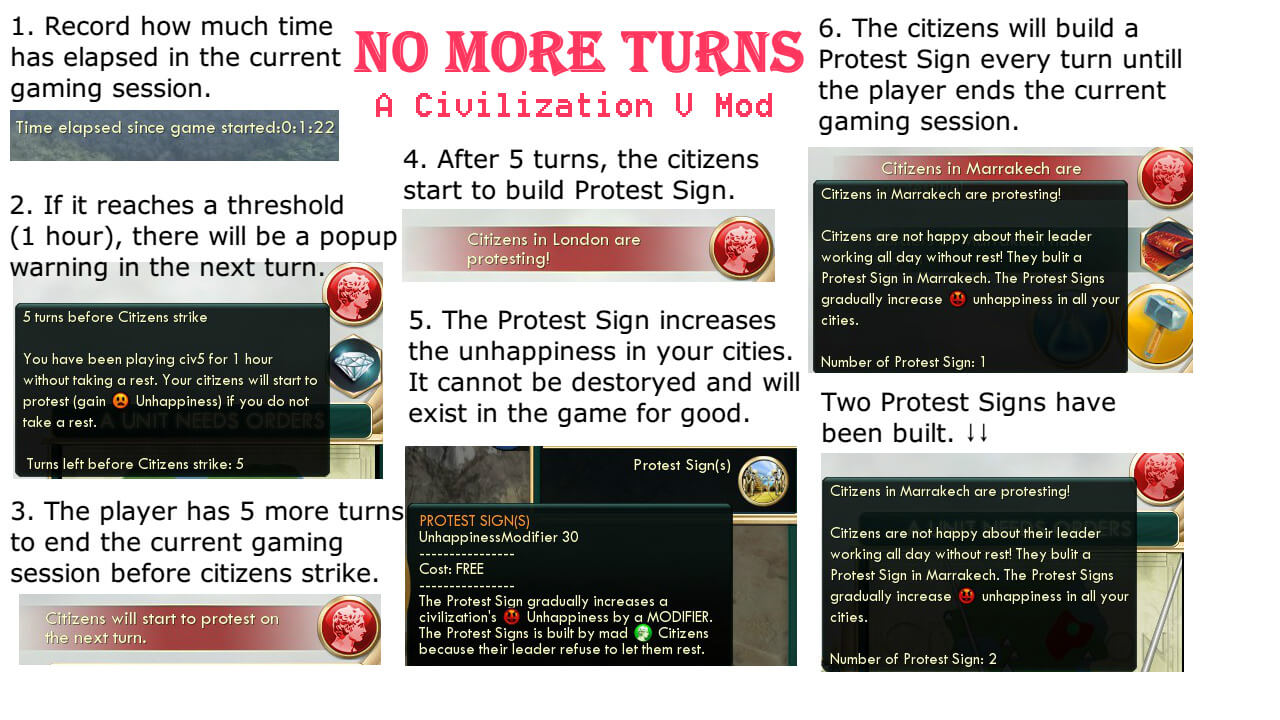 1. Record how much time
has elapsed in the current
gaming session.
Time elapsed since game started:0:1:22
2. If it reaches a threshold
(1 hour), there will be a popup
warning in the next turn.
5 turns before Citizens strike
You have been playing civ5 for 1 hour
without taking a rest. Your citizens will start to
protest (gain Unhappiness) if you do not
take a rest.
A UNIT NEEDS ORDERS
Turns left before Citizens strike: 5
3. The player has 5 more turns
to end the current gaming
session before citizens strike.
Citizens will start to protest on
the next turn.
NO MORE TURNS
A Civilization V Mod
4. After 5 turns, the citizens
start to build Protest Sign.
Citizens in London are
protesting!
5. The Protest Sign increases
the unhappiness in your cities.
It cannot be destoryed and will
exist in the game for good.
Protest Sign(s)
PROTEST SIGN(S)
UnhappinessModifier 30
----------------
Cost: FREE
----------------
The Protest Sign gradually increases a
civilization's Unhappiness by a MODIFIER.
The Protest Signs is built by mad Citizens
because their leader refuse to let them rest.
6. The citizens will build a
Protest Sign every turn untill
the player ends the current
gaming session.
Citizens in Marrakech are
Citizens in Marrakech are protesting!
Citizens are not happy about their leader
working all day without rest! They bulit a
Protest Sign in Marrakech. The Protest Signs
gradually increase unhappiness in all your
cities.
Number of Protest Sign: 1
Two Protest Signs have
been built. ↓↓
Citizens in Marrakech are protesting!
Citizens are not happy about their leader
working all day without rest! They bulit a
Protest Sign in Marrakech. The Protest Signs
gradually increase unhappiness in all your
cities.
Number of Protest Sign: 2